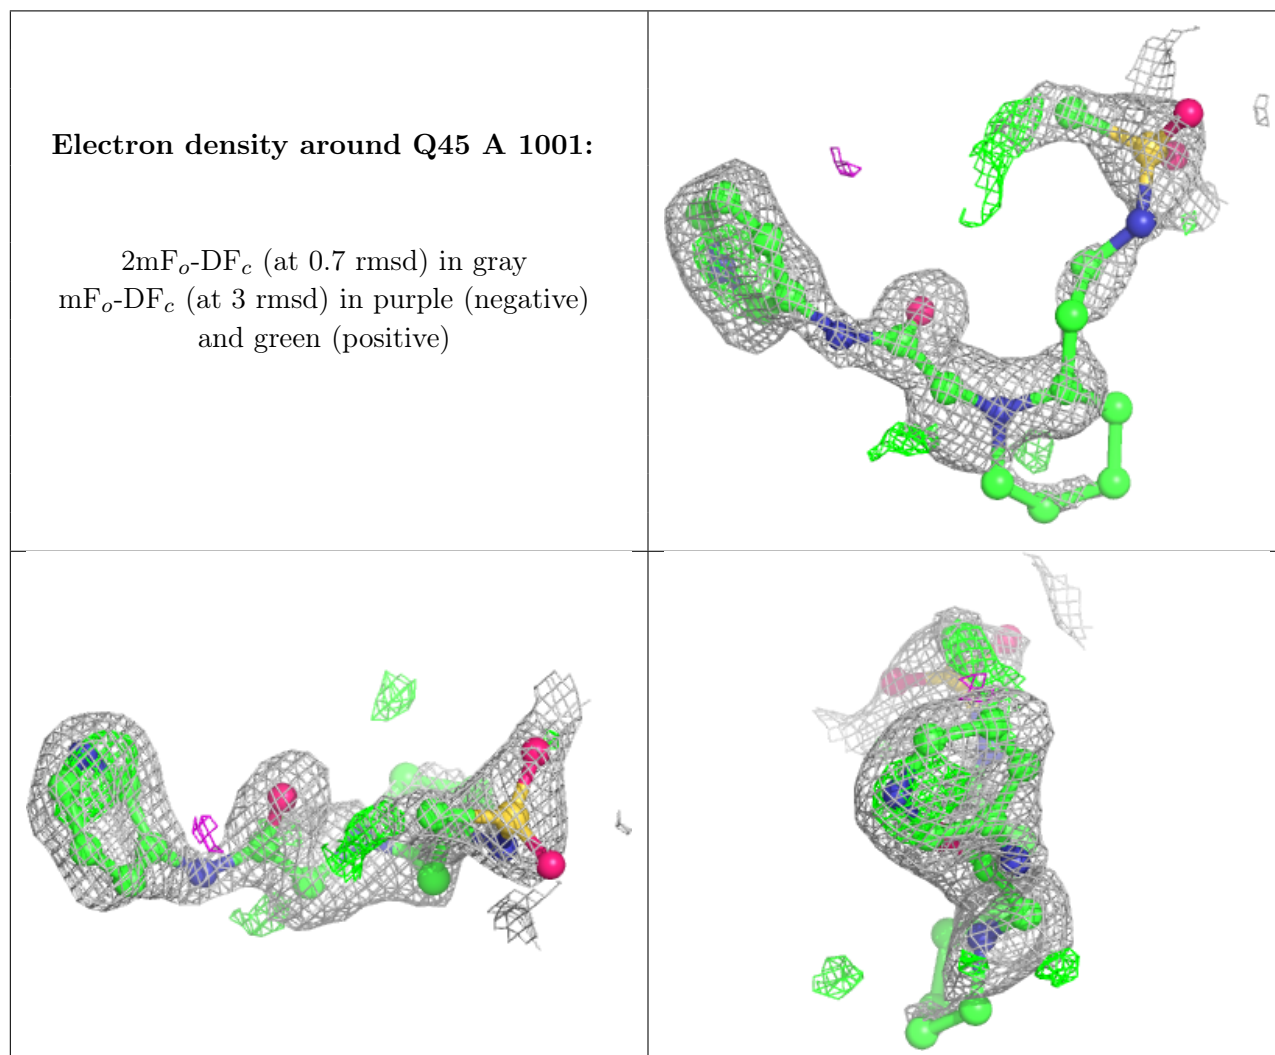 Electron density around Q45 A 1001:
2mFo-DFc (at 0.7 rmsd) in gray
mFo-DFc (at 3 rmsd) in purple (negative)
and green (positive)